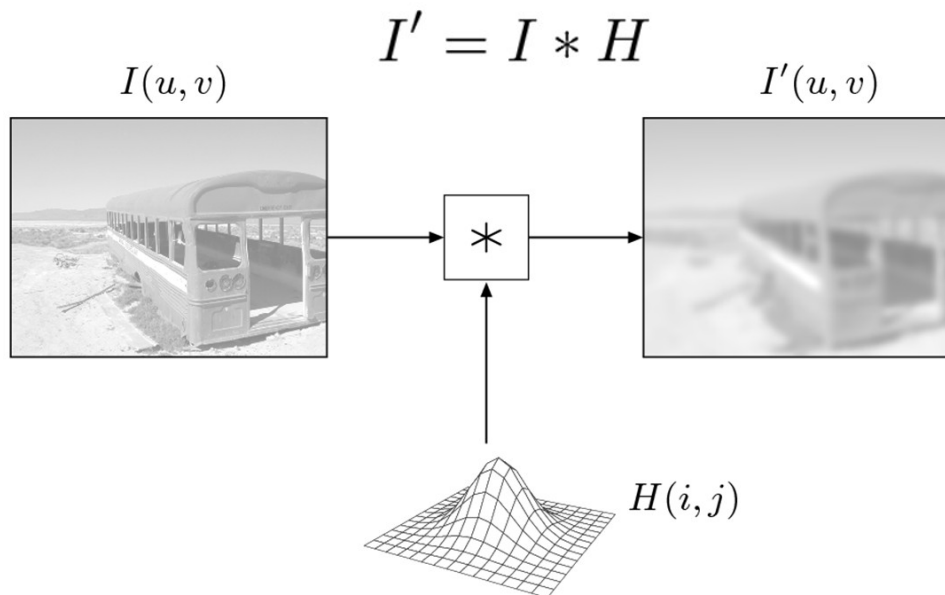 I′ = I ∗ H
I(u, v)
I′(u, v)
∗
H(i, j)